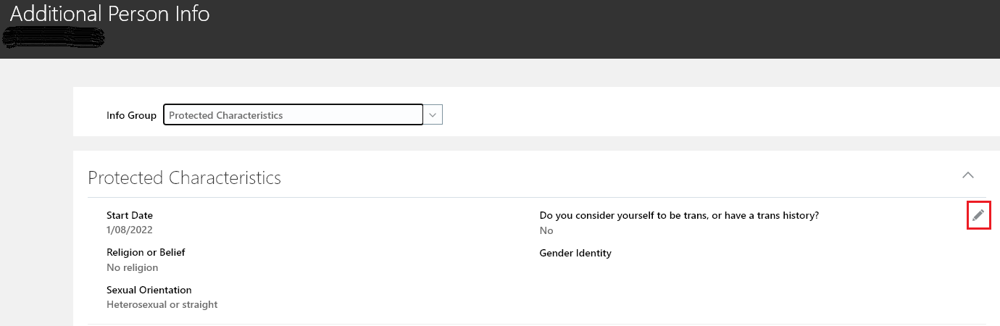 Additional Person Info
Info Group
Protected Characteristics
Protected Characteristics
Start Date
1/08/2022
Religion or Belief
No religion
Sexual Orientation
Heterosexual or straight
Do you consider yourself to be trans, or have a trans history?
No
Gender Identity